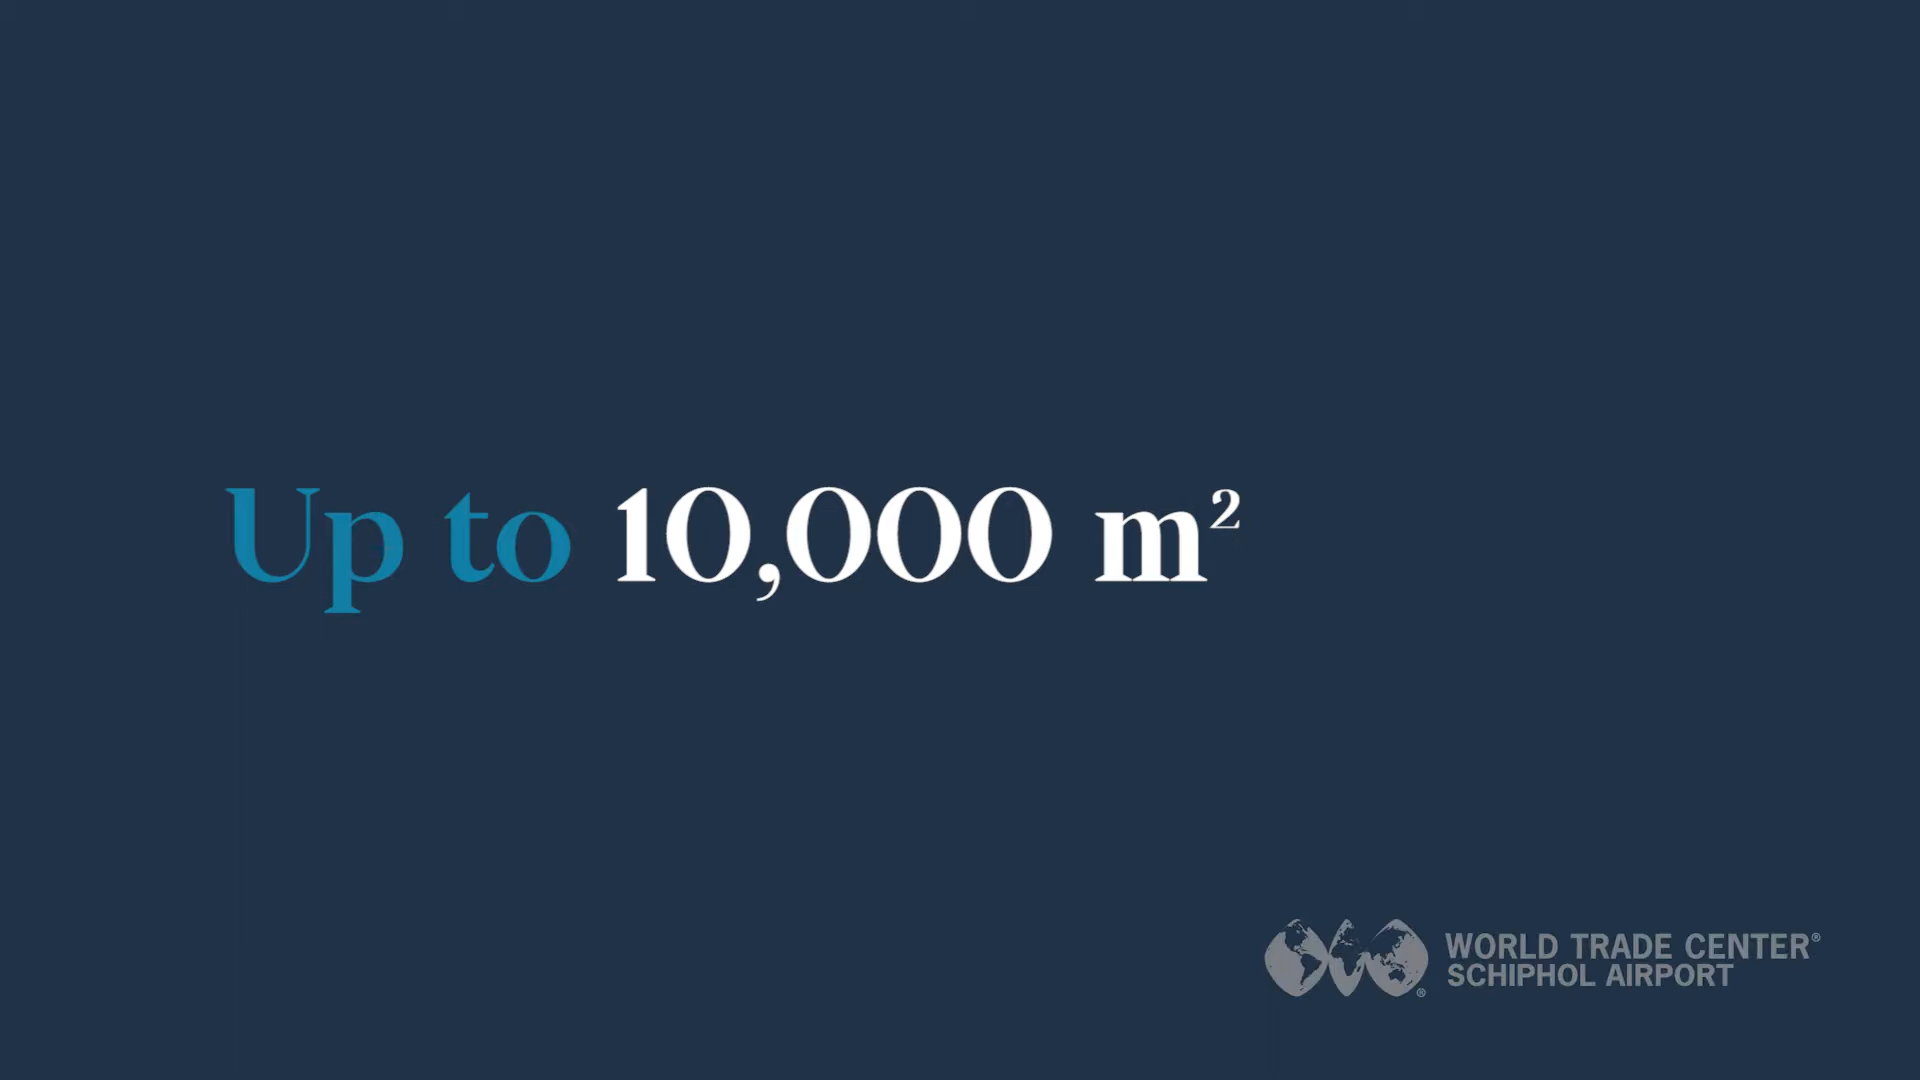 Up to 10,000 m²
WORLD TRADE CENTER®
SCHIPHOL AIRPORT
®